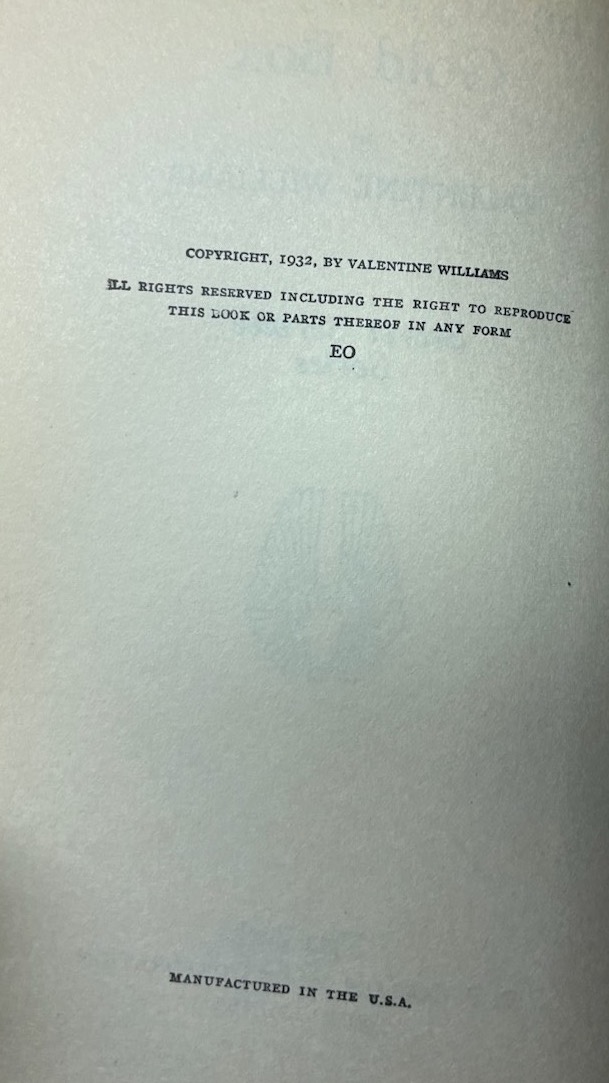 COPYRIGHT, 1932, BY VALENTINE WILLIAMS
ALL RIGHTS RESERVED INCLUDING THE RIGHT TO REPRODUCE
THIS BOOK OR PARTS THEREOF IN ANY FORM
EO
MANUFACTURED IN THE U.S.A.